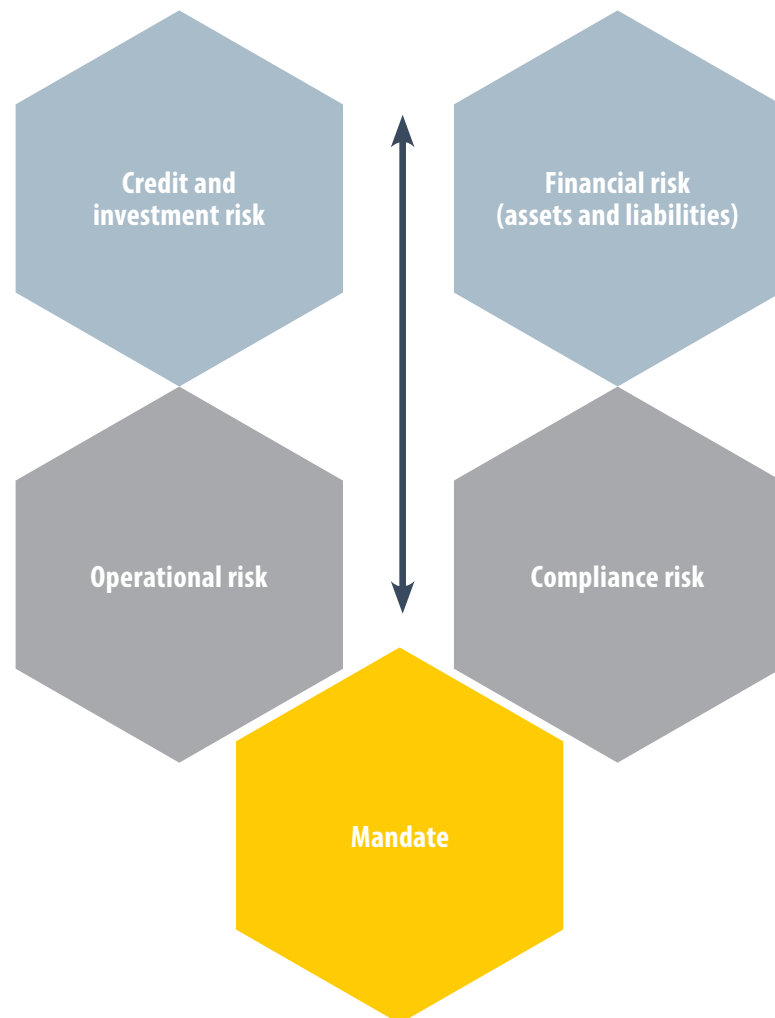 Credit and
investment risk
Financial risk
(assets and liabilities)
Operational risk
Compliance risk
Mandate